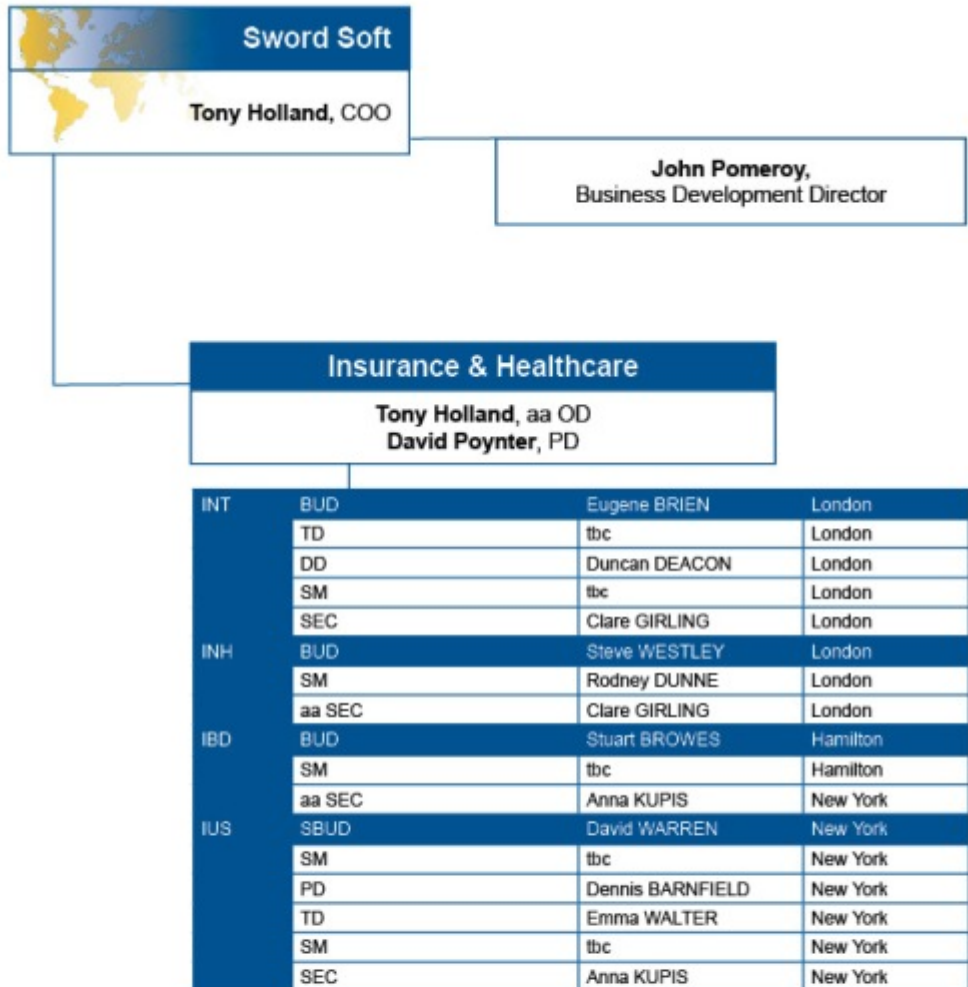 Sword Soft
Tony Holland, COO
John Pomeroy,
Business Development Director
Insurance & Healthcare
Tony Holland, aa OD
David Poynter, PD
INT BUD Eugene BRIEN London
TD tbc London
DD Duncan DEACON London
SM tbc London
SEC Clare GIRLING London
INH BUD Steve WESTLEY London
SM Rodney DUNNE London
aa SEC Clare GIRLING London
IBD BUD Stuart BROWES Hamilton
SM tbc Hamilton
aa SEC Anna KUPIS New York
IUS SBUD David WARREN New York
SM tbc New York
PD Dennis BARNFIELD New York
TD Emma WALTER New York
SM tbc New York
SEC Anna KUPIS New York